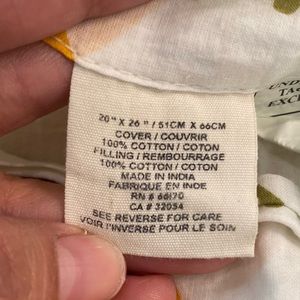 20" X 26" / 51CM X 66CM
COVER / COUVRIR
100% COTTON / COTON
FILLING / REMBOURRAGE
100% COTTON / COTON
MADE IN INDIA
FABRIQUE EN INDE
RN # 66170
CA # 32054
SEE REVERSE FOR CARE
VOIR L'INVERSE POUR LE SOIN